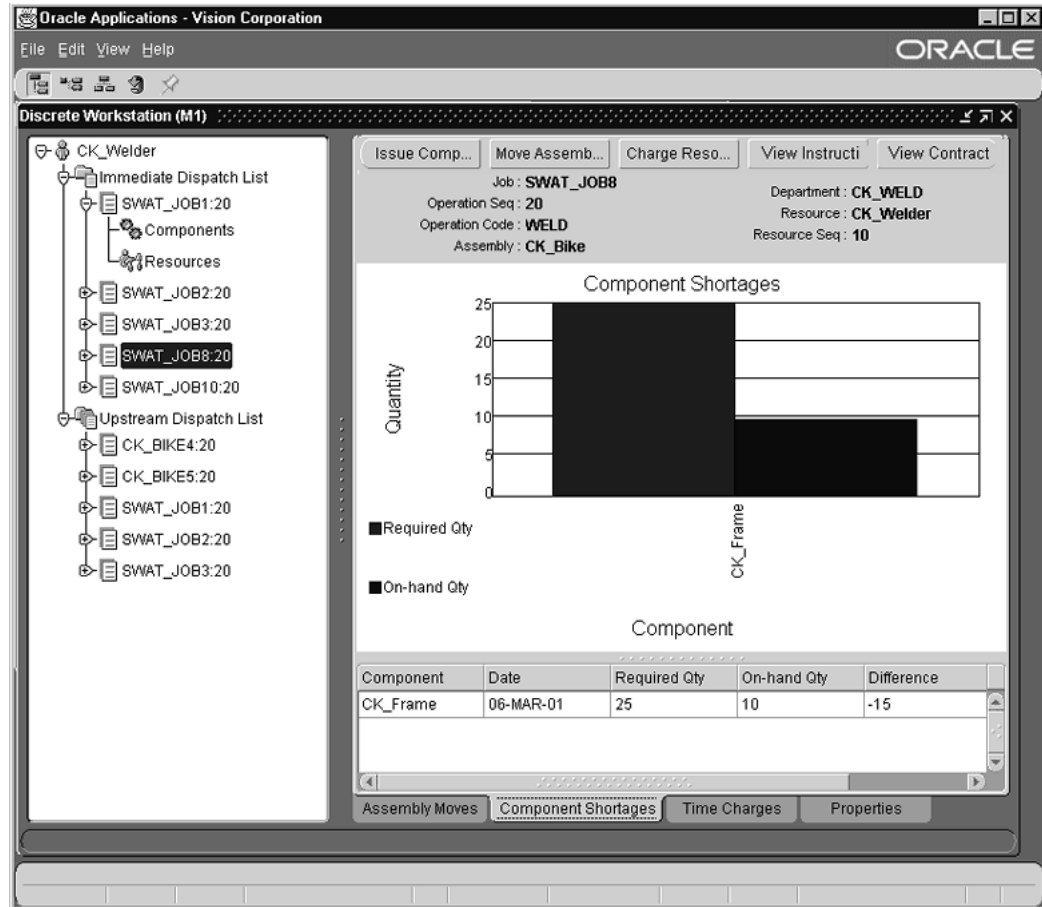 Oracle Applications - Vision Corporation
File Edit View Help
ORACLE
Discrete Workstation (M1)
CK_Welder
Immediate Dispatch List
SWAT_JOB1:20
Components
Resources
SWAT_JOB2:20
SWAT_JOB3:20
SWAT_JOB8:20
SWAT_JOB10:20
Upstream Dispatch List
CK_BIKE4:20
CK_BIKE5:20
SWAT_JOB1:20
SWAT_JOB2:20
SWAT_JOB3:20
Issue Comp... Move Assemb... Charge Reso... View Instructi View Contract
Job : SWAT_JOB8
Operation Seq : 20
Operation Code : WELD
Assembly : CK_Bike
Department : CK_WELD
Resource : CK_Welder
Resource Seq : 10
Component Shortages
Quantity
25
20
15
10
5
0
CK_Frame
Required Qty
On-hand Qty
Component
Component Date Required Qty On-hand Qty Difference
CK_Frame 06-MAR-01 25 10 -15
Assembly Moves Component Shortages Time Charges Properties